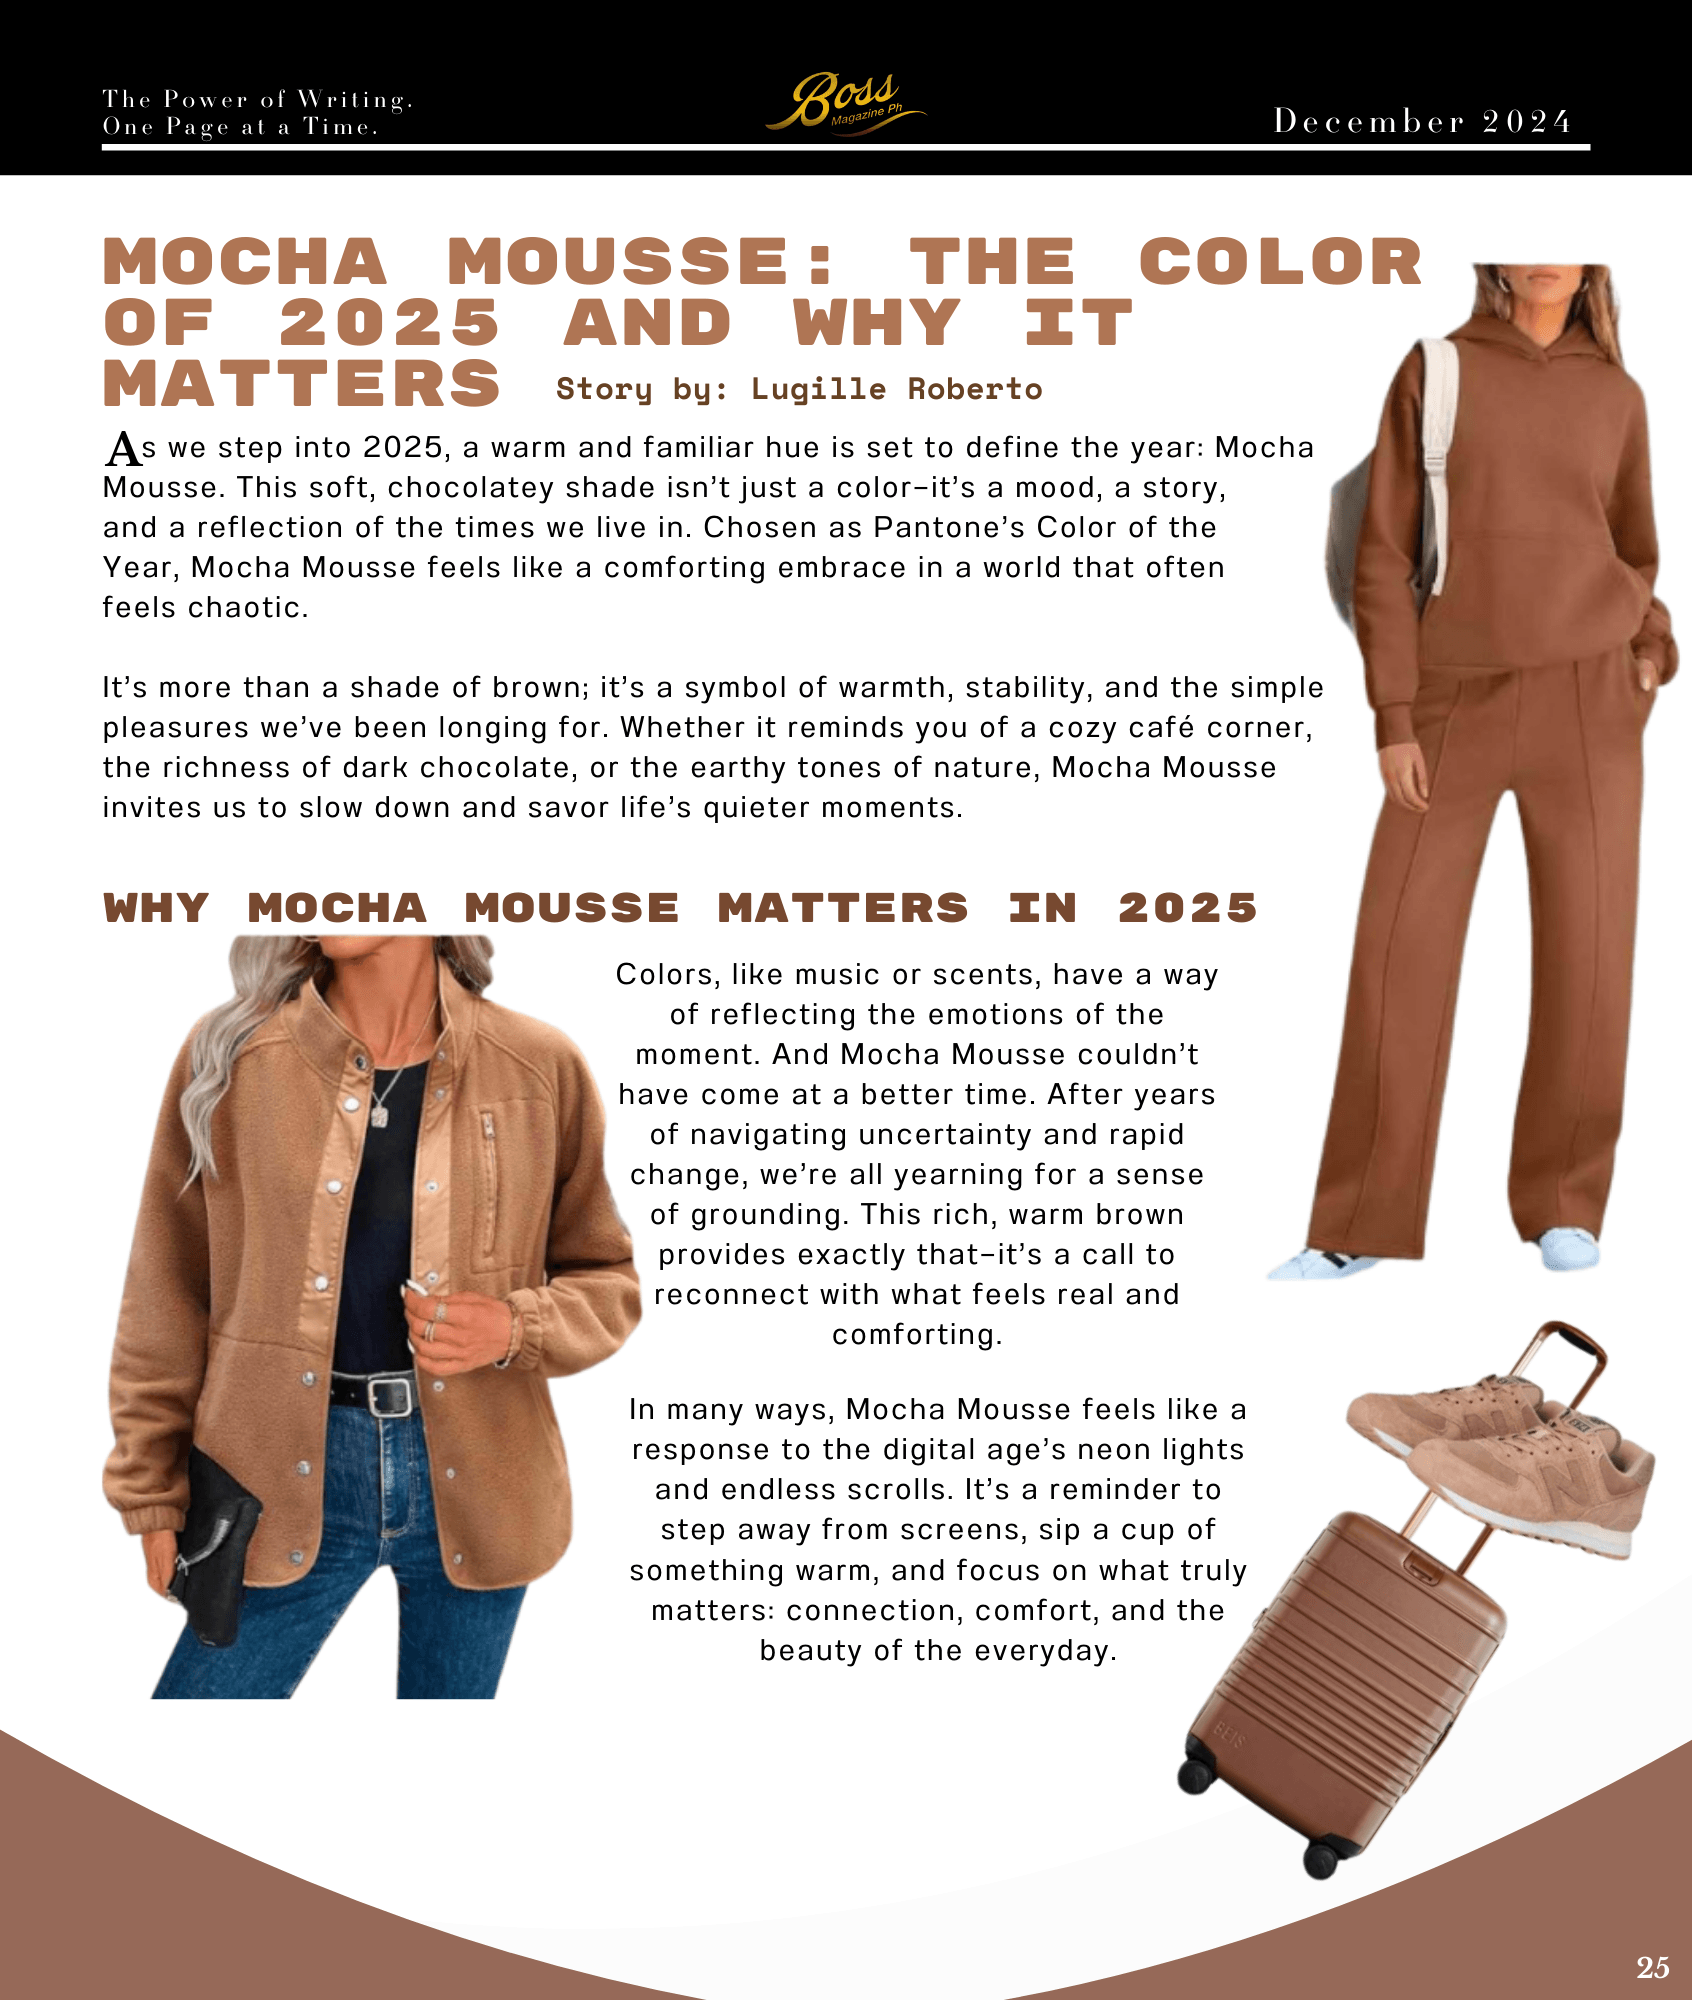 The Power of Writing.
One Page at a Time.
Boss
Magazine Ph
December 2024
MOCHA MOUSSE: THE COLOR
OF 2025 AND WHY IT
MATTERS
Story by: Lugille Roberto
As we step into 2025, a warm and familiar hue is set to define the year: Mocha
Mousse. This soft, chocolatey shade isn’t just a color–it’s a mood, a story,
and a reflection of the times we live in. Chosen as Pantone’s Color of the
Year, Mocha Mousse feels like a comforting embrace in a world that often
feels chaotic.
It’s more than a shade of brown; it’s a symbol of warmth, stability, and the simple
pleasures we’ve been longing for. Whether it reminds you of a cozy café corner,
the richness of dark chocolate, or the earthy tones of nature, Mocha Mousse
invites us to slow down and savor life’s quieter moments.
WHY MOCHA MOUSSE MATTERS IN 2025
Colors, like music or scents, have a way
of reflecting the emotions of the
moment. And Mocha Mousse couldn’t
have come at a better time. After years
of navigating uncertainty and rapid
change, we’re all yearning for a sense
of grounding. This rich, warm brown
provides exactly that–it’s a call to
reconnect with what feels real and
comforting.
In many ways, Mocha Mousse feels like a
response to the digital age’s neon lights
and endless scrolls. It’s a reminder to
step away from screens, sip a cup of
something warm, and focus on what truly
matters: connection, comfort, and the
beauty of the everyday.
BEIS
25